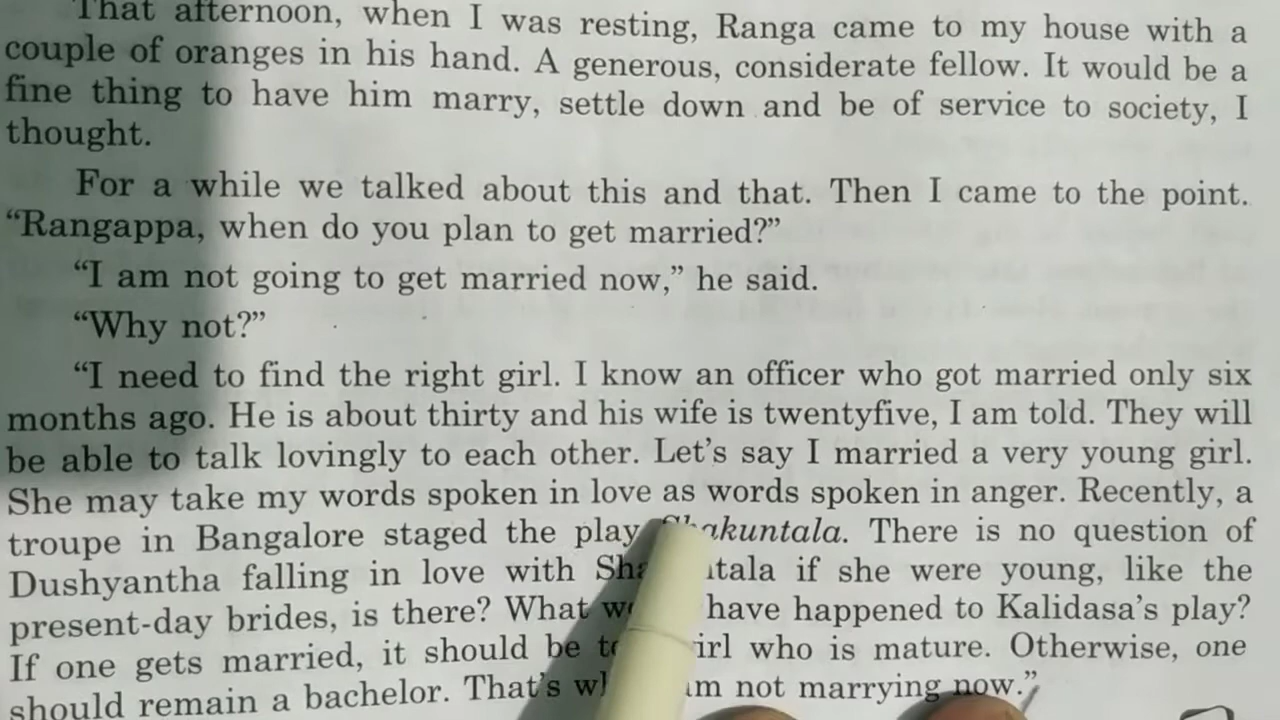 That afternoon, when I was resting, Ranga came to my house with a
couple of oranges in his hand. A generous, considerate fellow. It would be a
fine thing to have him marry, settle down and be of service to society, I
thought.
For a while we talked about this and that. Then I came to the point.
“Rangappa, when do you plan to get married?”
“I am not going to get married now,” he said.
“Why not?”
“I need to find the right girl. I know an officer who got married only six
months ago. He is about thirty and his wife is twentyfive, I am told. They will
be able to talk lovingly to each other. Let’s say I married a very young girl.
She may take my words spoken in love as words spoken in anger. Recently, a
troupe in Bangalore staged the play Shakuntala. There is no question of
Dushyantha falling in love with if she were young, like the
present-day brides, is there? What have happened to Kalidasa’s play?
If one gets married, it should be who is mature. Otherwise, one
should remain a bachelor. That’s not marrying now.”